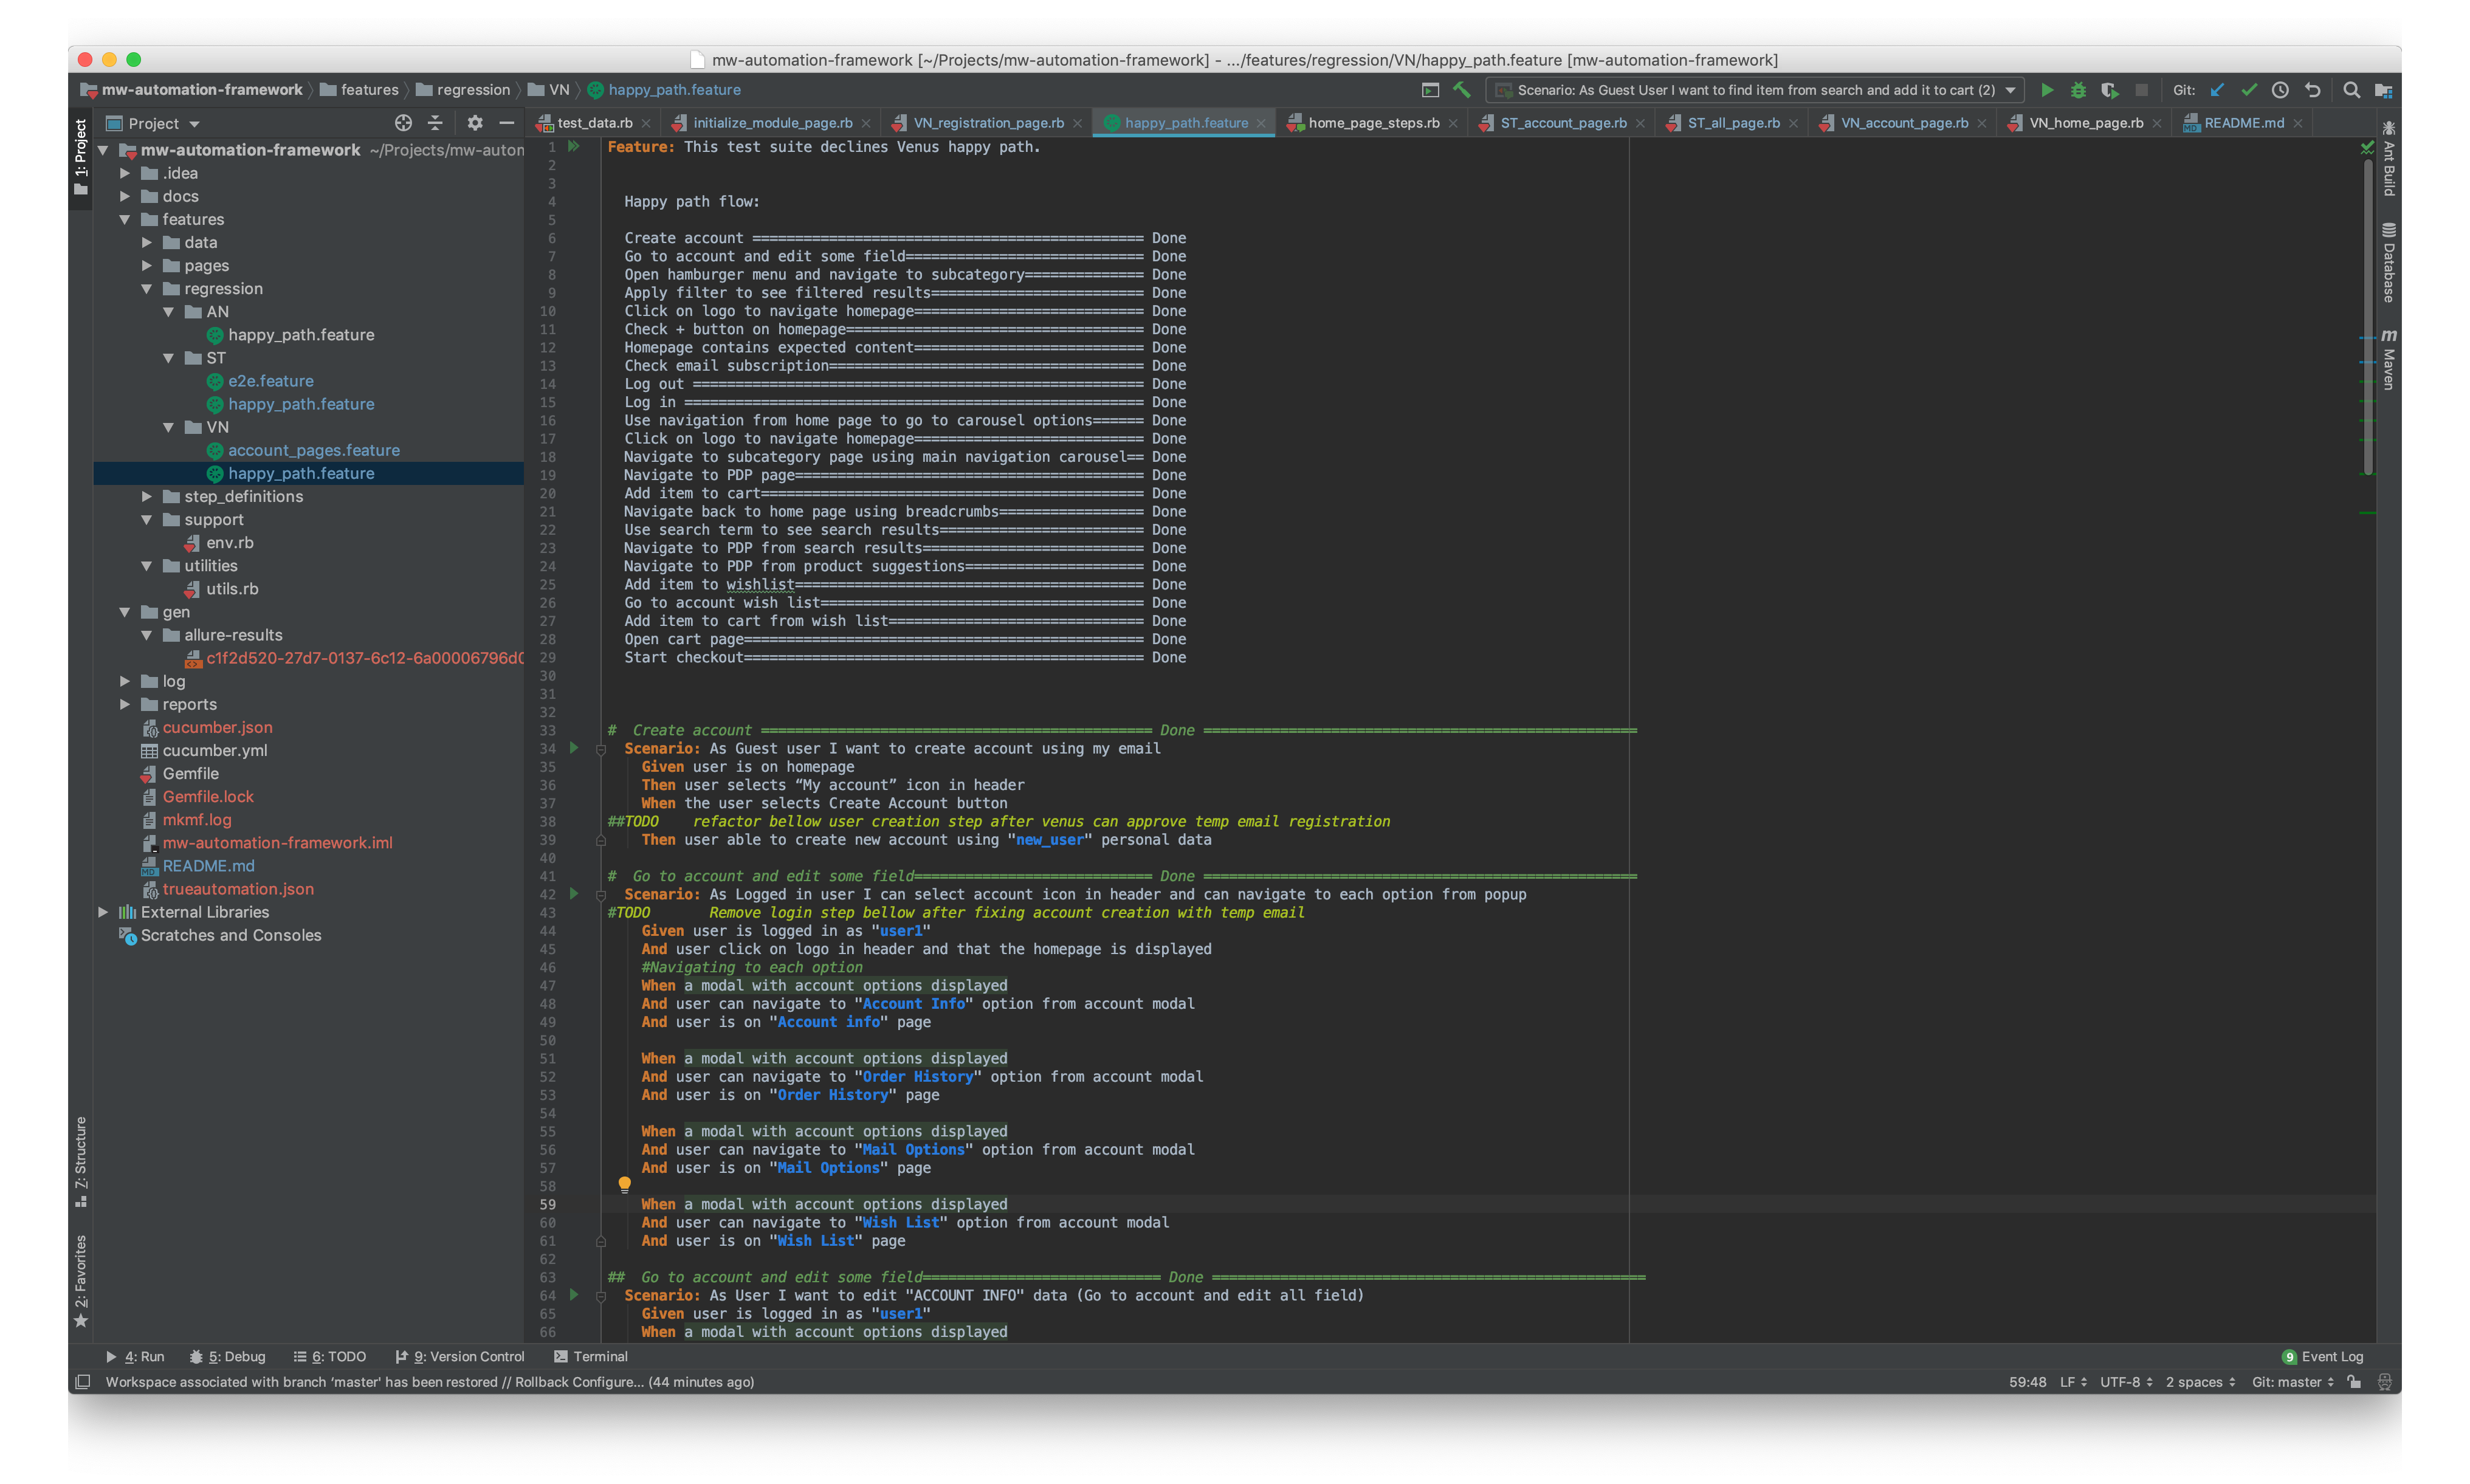 mw-automation-framework [~/Projects/mw-automation-framework] - .../features/regression/VN/happy_path.feature [mw-automation-framework]
mw-automation-framework features regression VN happy_path.feature
Scenario: As Guest User I want to find item from search and add it to cart (2)
Git:
1: Project
Project
test_data.rb
initialize_module_page.rb
VN_registration_page.rb
happy_path.feature
home_page_steps.rb
ST_account_page.rb
ST_all_page.rb
VN_account_page.rb
VN_home_page.rb
README.md
mw-automation-framework ~/Projects/mw-auton
.idea
docs
features
data
pages
regression
AN
happy_path.feature
ST
e2e.feature
happy_path.feature
VN
account_pages.feature
happy_path.feature
step_definitions
support
env.rb
utilities
utils.rb
gen
allure-results
c1f2d520-27d7-0137-6c12-6a00006796d0
log
reports
cucumber.json
cucumber.yml
Gemfile
Gemfile.lock
mkmf.log
mw-automation-framework.iml
README.md
trueautomation.json
External Libraries
Scratches and Consoles
7: Structure
2: Favorites
1 Feature: This test suite declines Venus happy path.
2
3
4 Happy path flow:
5
6 Create account ============================================== Done
7 Go to account and edit some field============================ Done
8 Open hamburger menu and navigate to subcategory============== Done
9 Apply filter to see filtered results========================= Done
10 Click on logo to navigate homepage=========================== Done
11 Check + button on homepage=================================== Done
12 Homepage contains expected content=========================== Done
13 Check email subscription===================================== Done
14 Log out ===================================================== Done
15 Log in ====================================================== Done
16 Use navigation from home page to go to carousel options====== Done
17 Click on logo to navigate homepage=========================== Done
18 Navigate to subcategory page using main navigation carousel== Done
19 Navigate to PDP page========================================= Done
20 Add item to cart============================================= Done
21 Navigate back to home page using breadcrumbs================= Done
22 Use search term to see search results======================== Done
23 Navigate to PDP from search results========================== Done
24 Navigate to PDP from product suggestions===================== Done
25 Add item to wishlist========================================= Done
26 Go to account wish list====================================== Done
27 Add item to cart from wish list============================== Done
28 Open cart page=============================================== Done
29 Start checkout=============================================== Done
30
31
32
33 # Create account ============================================== Done ===================================================
34 Scenario: As Guest user I want to create account using my email
35 Given user is on homepage
36 Then user selects “My account” icon in header
37 When the user selects Create Account button
38 ##TODO refactor bellow user creation step after venus can approve temp email registration
39 Then user able to create new account using "new_user" personal data
40
41 # Go to account and edit some field============================ Done ===================================================
42 Scenario: As Logged in user I can select account icon in header and can navigate to each option from popup
43 #TODO Remove login step bellow after fixing account creation with temp email
44 Given user is logged in as "user1"
45 And user click on logo in header and that the homepage is displayed
46 #Navigating to each option
47 When a modal with account options displayed
48 And user can navigate to "Account Info" option from account modal
49 And user is on "Account info" page
50
51 When a modal with account options displayed
52 And user can navigate to "Order History" option from account modal
53 And user is on "Order History" page
54
55 When a modal with account options displayed
56 And user can navigate to "Mail Options" option from account modal
57 And user is on "Mail Options" page
58
59 When a modal with account options displayed
60 And user can navigate to "Wish List" option from account modal
61 And user is on "Wish List" page
62
63 ## Go to account and edit some field============================ Done ===================================================
64 Scenario: As User I want to edit "ACCOUNT INFO" data (Go to account and edit all field)
65 Given user is logged in as "user1"
66 When a modal with account options displayed
Ant Build
Database
m Maven
4: Run 5: Debug 6: TODO 9: Version Control Terminal
9 Event Log
Workspace associated with branch 'master' has been restored // Rollback Configure... (44 minutes ago)
59:48 LF UTF-8 2 spaces Git: master